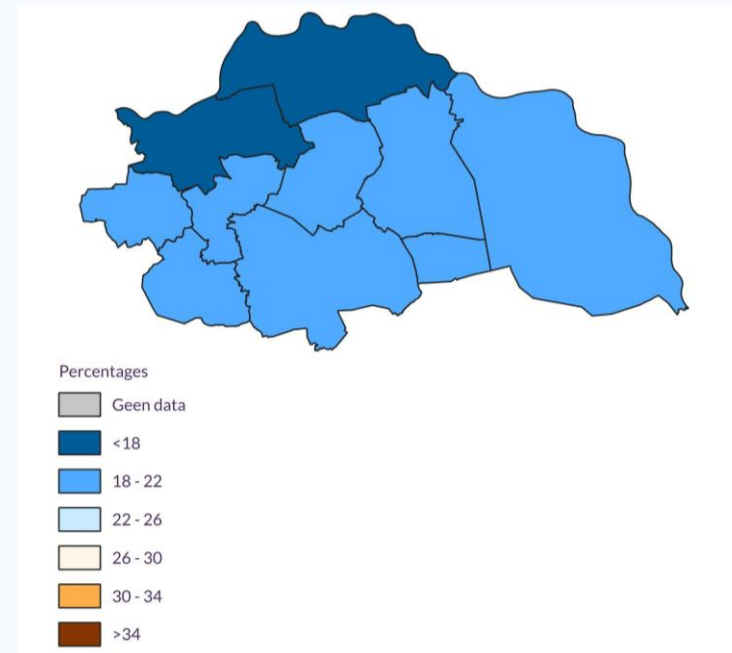 Percentages
Geen data
<18
18 - 22
22 - 26
26 - 30
30 - 34
>34